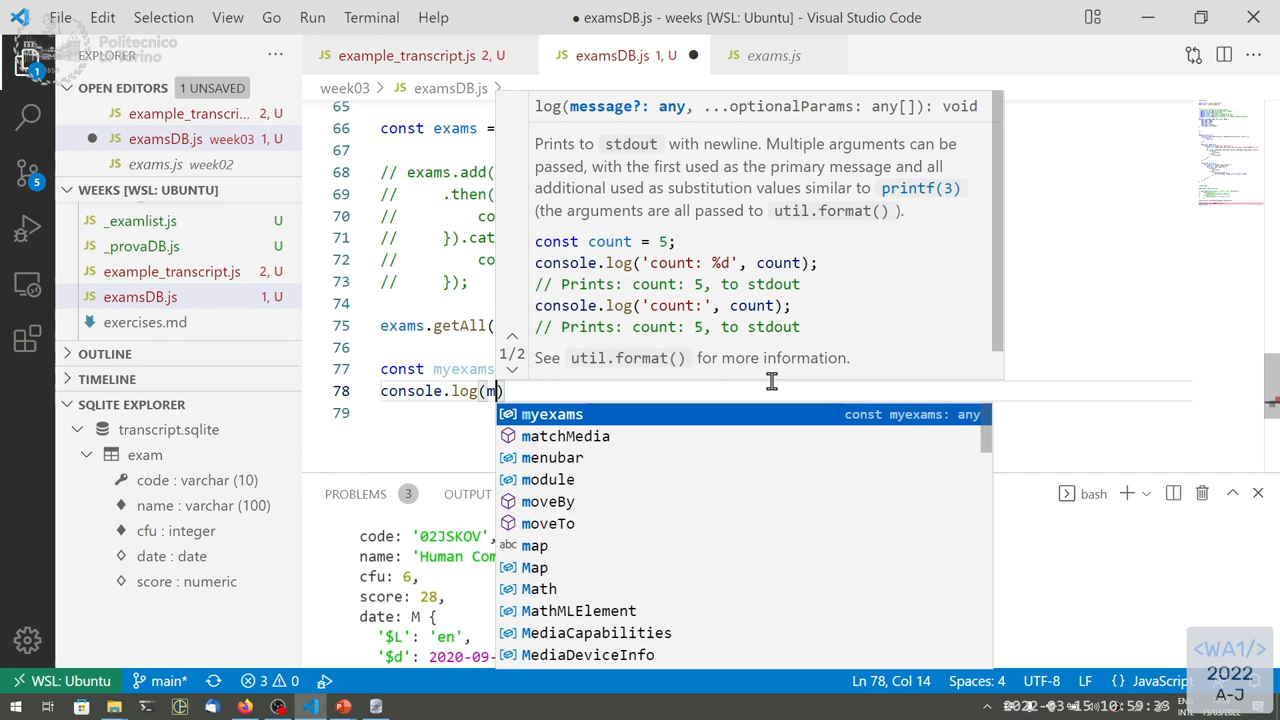 File Edit Selection View Go Run Terminal Help
● examsDB.js - weeks [WSL: Ubuntu] - Visual Studio Code
Politecnico
EXPLORER
OPEN EDITORS 1 UNSAVED
JS example_transcri... 2, U
JS examsDB.js week03 1, U
JS exams.js week02
WEEKS [WSL: UBUNTU]
JS _examlist.js U
JS _provaDB.js U
JS example_transcript.js 2, U
JS examsDB.js 1, U
exercises.md
OUTLINE
TIMELINE
SQLITE EXPLORER
transcript.sqlite
exam
code : varchar (10)
name : varchar (100)
cfu : integer
date : date
score : numeric
JS example_transcript.js 2, U
JS examsDB.js 1, U ●
JS exams.js
week03 > JS examsDB.js >
65
66 const exams =
67
68 // exams.add(
69 // .then(
70 // co
71 // }).cat
72 // co
73 // });
74
75 exams.getAll(
76
77 const myexams
78 console.log(m)
79
log(message?: any, ...optionalParams: any[]): void
Prints to stdout with newline. Multiple arguments can be
passed, with the first used as the primary message and all
additional used as substitution values similar to printf(3)
(the arguments are all passed to util.format() ).
const count = 5;
console.log('count: %d', count);
// Prints: count: 5, to stdout
console.log('count:', count);
// Prints: count: 5, to stdout
1/2
See util.format() for more information.
myexams const myexams: any
matchMedia
menubar
module
moveBy
moveTo
abc map
Map
Math
MathMLElement
MediaCapabilities
MediaDeviceInfo
PROBLEMS 3 OUTPUT
bash
code: '02JSKOV',
name: 'Human Com
cfu: 6,
score: 28,
date: M {
'$L': 'en',
'$d': 2020-09-
<WA1/>
2022
A-J
WSL: Ubuntu main* 3 0 Ln 78, Col 14 Spaces: 4 UTF-8 LF {} JavaScript
2022-03-15 10:59:23